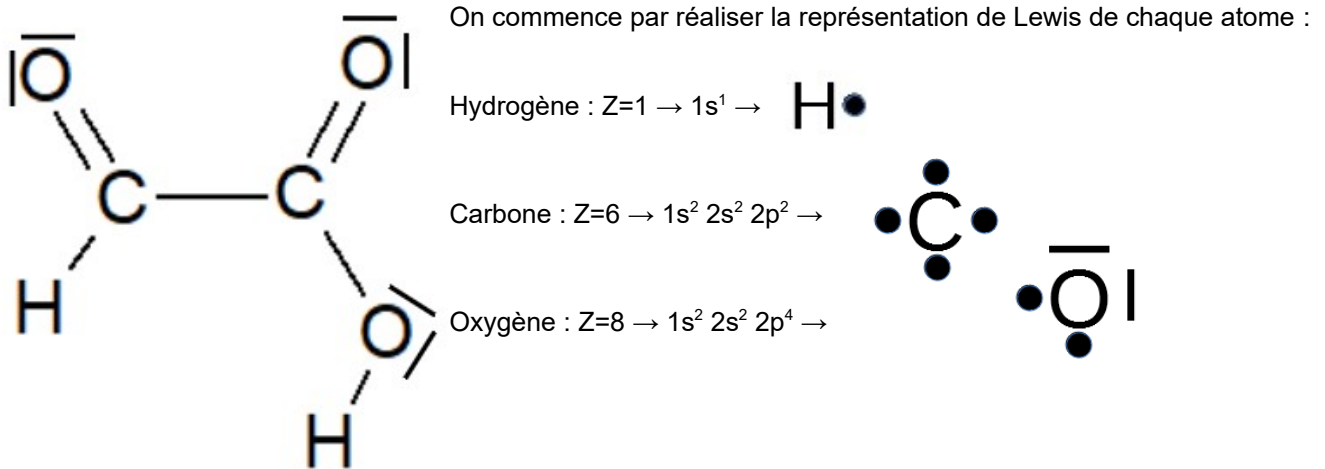 On commence par réaliser la représentation de Lewis de chaque atome :
Hydrogène : Z=1 → 1s¹ → H
Carbone : Z=6 → 1s² 2s² 2p² → C
Oxygène : Z=8 → 1s² 2s² 2p⁴ → O
O O
C C
H O
H